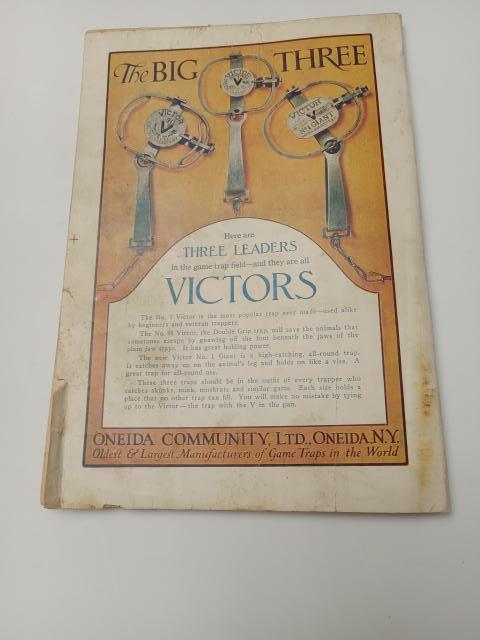 The BIG THREE
VICTOR
V
VICTOR
V
VICTOR
No 1 GIANT
Here are
THREE LEADERS
in the game trap field—and they are all
VICTORS
The No. 1 Victor is the most popular trap ever made—used alike
by beginners and veteran trappers.
The No. 91 Victor, the Double Grip trap, will save the animals that
sometimes escape by gnawing off the foot beneath the jaws of the
plain jaw traps. It has great holding power.
The new Victor No. 1 Giant is a high-catching, all-round trap.
It catches away up on the animal's leg and holds on like a vise. A
great trap for all-round use.
These three traps should be in the outfit of every trapper who
catches skunks, mink, muskrats and similar game. Each size holds a
place that no other trap can fill. You will make no mistake by tying
up to the Victor—the trap with the V in the pan.
ONEIDA COMMUNITY, LTD., ONEIDA, N.Y.
Oldest & Largest Manufacturers of Game Traps in the World